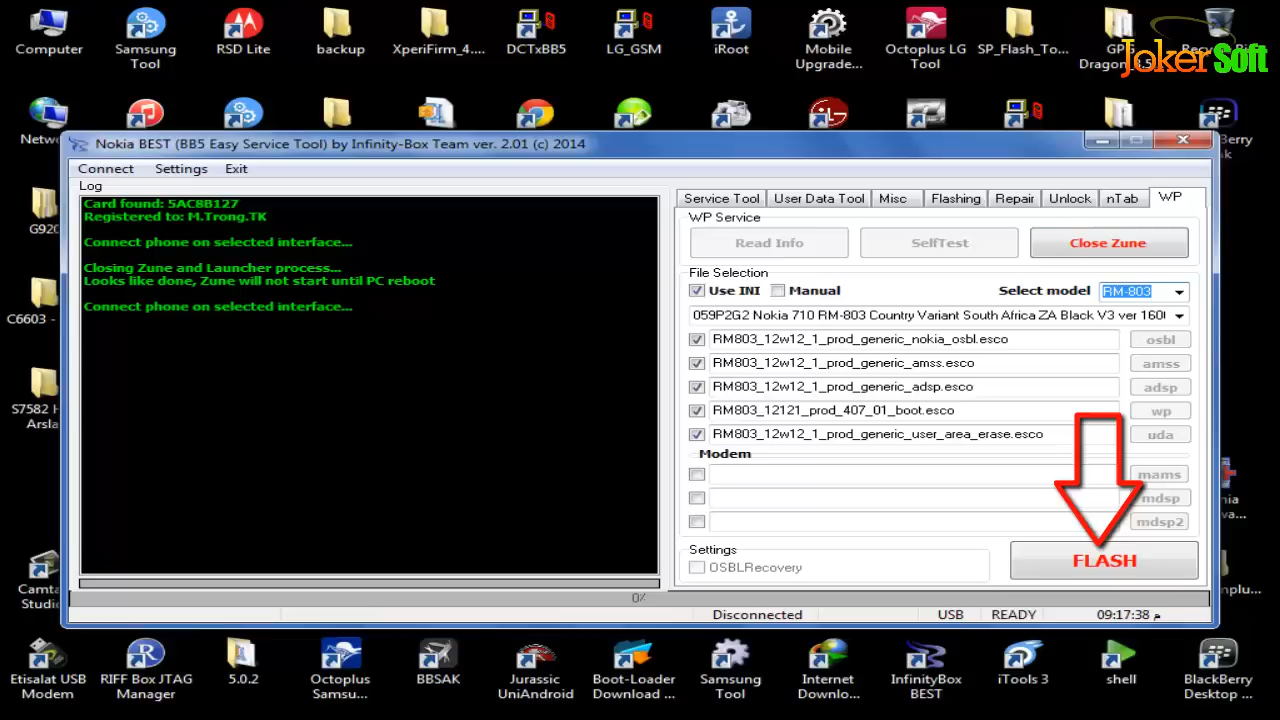 Computer
Samsung
Tool
RSD Lite
backup
XperiFirm_4....
DCTxBB5
LG_GSM
iRoot
Mobile
Upgrade...
Octoplus LG
Tool
SP_Flash_To...
JokerSoft
Nokia BEST (BB5 Easy Service Tool) by Infinity-Box Team ver. 2.01 (c) 2014
Connect Settings Exit
Log
Card found: 5AC8B127
Registered to: M.Trong.TK
Connect phone on selected interface...
Closing Zune and Launcher process...
Looks like done, Zune will not start until PC reboot
Connect phone on selected interface...
Service Tool User Data Tool Misc Flashing Repair Unlock nTab WP
WP Service
Read Info SelfTest Close Zune
File Selection
Use INI Manual Select model RM-803
059P2G2 Nokia 710 RM-803 Country Variant South Africa ZA Black V3 ver 160
RM803_12w12_1_prod_generic_nokia_osbl.esco osbl
RM803_12w12_1_prod_generic_amss.esco amss
RM803_12w12_1_prod_generic_adsp.esco adsp
RM803_12121_prod_407_01_boot.esco wp
RM803_12w12_1_prod_generic_user_area_erase.esco uda
Modem
mams
mdsp
mdsp2
Settings
OSBLRecovery
FLASH
0%
Disconnected USB READY 09:17:38 م
G920
C6603 -
S7582 H
Arsla
Camta
Studio
Etisalat USB
Modem
RIFF Box JTAG
Manager
5.0.2
Octoplus
Samsu...
BBSAK
Jurassic
UniAndroid
Boot-Loader
Download ...
Samsung
Tool
Internet
Downlo...
InfinityBox
BEST
iTools 3
shell
BlackBerry
Desktop ...